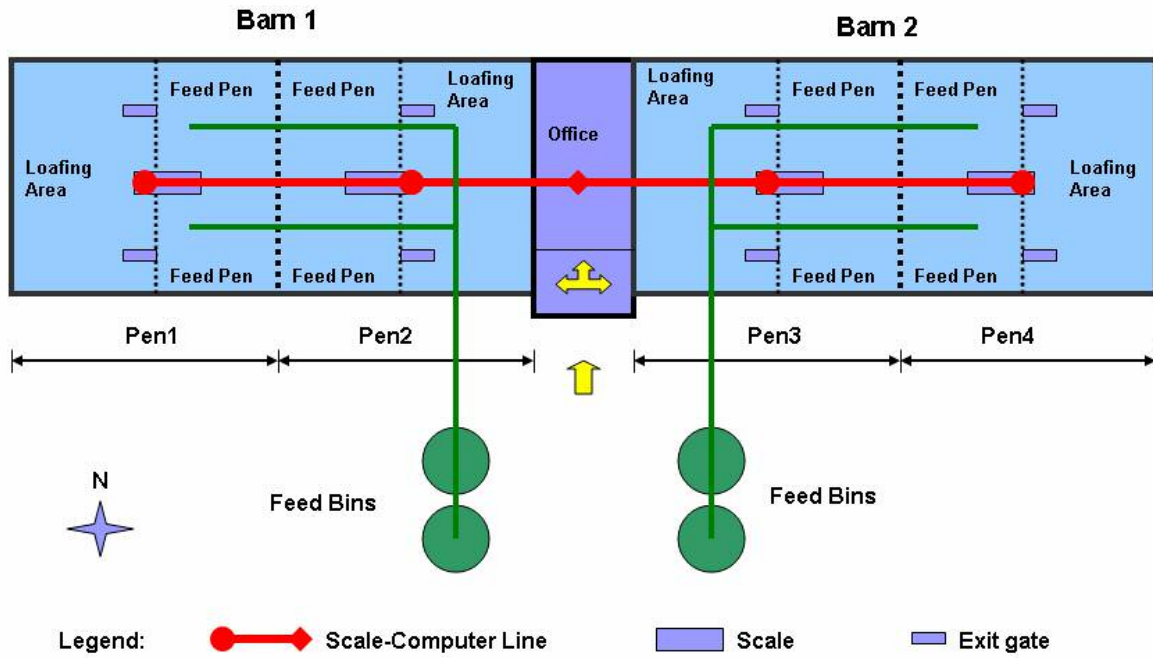 Barn 1
Barn 2
Feed Pen
Feed Pen
Loafing
Area
Loafing
Area
Feed Pen
Feed Pen
Office
Loafing
Area
Loafing
Area
Feed Pen
Feed Pen
Feed Pen
Feed Pen
Pen1
Pen2
Pen3
Pen4
N
Feed Bins
Feed Bins
Legend:
Scale-Computer Line
Scale
Exit gate